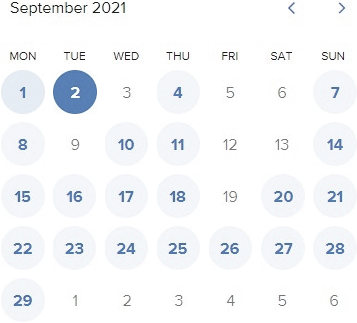 September 2021
MON TUE WED THU FRI SAT SUN
1 2 3 4 5 6 7
8 9 10 11 12 13 14
15 16 17 18 19 20 21
22 23 24 25 26 27 28
29 1 2 3 4 5 6